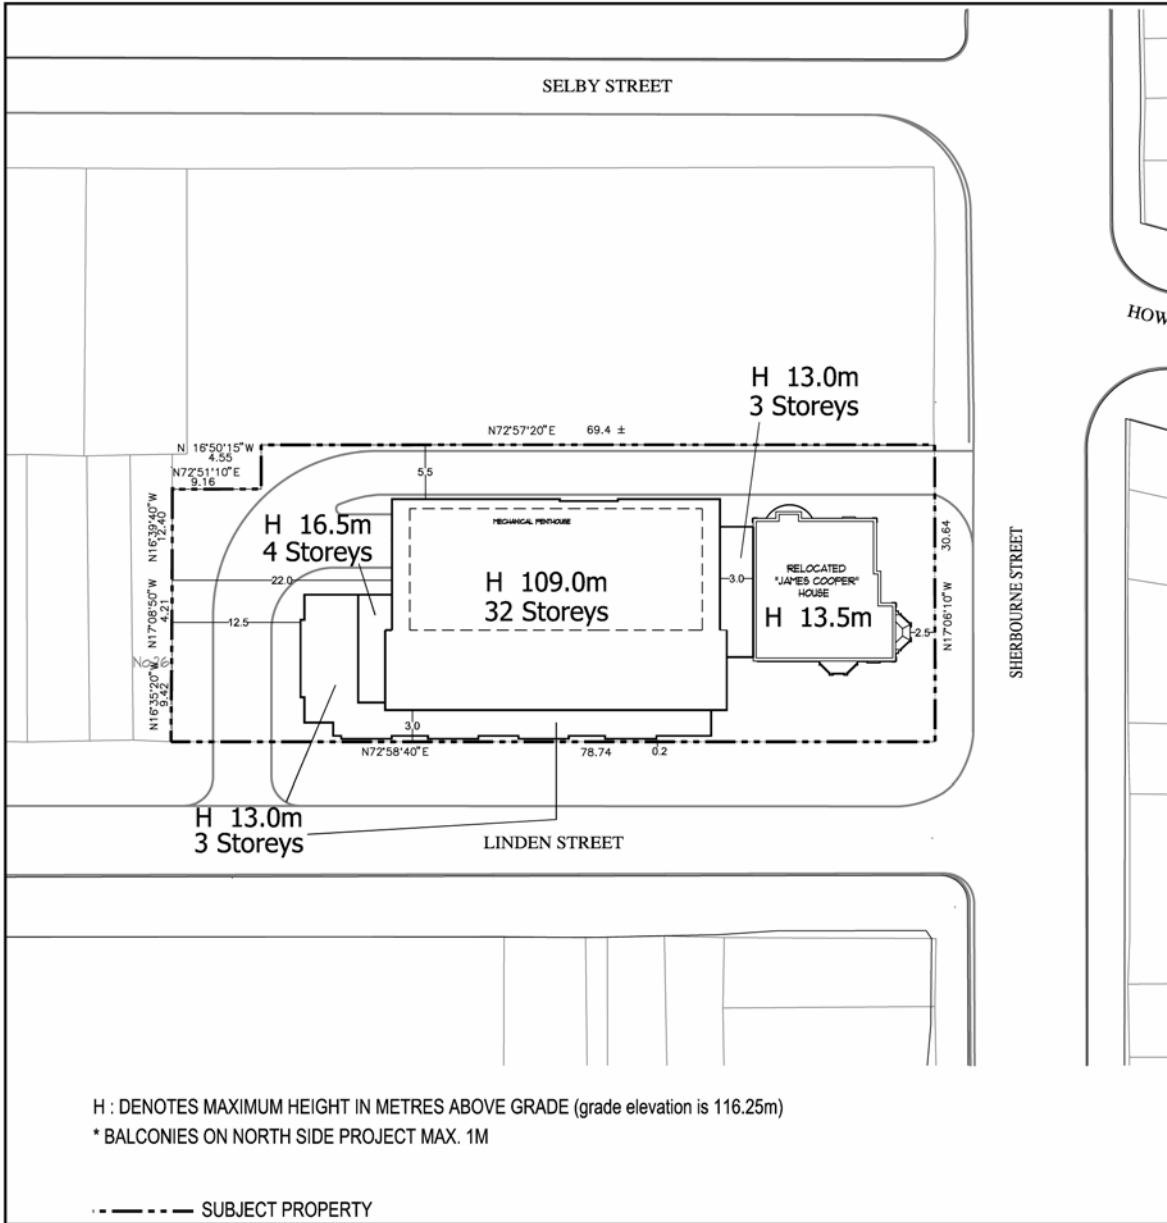 SELBY STREET
HOW
H 13.0m
3 Storeys
N72°57'20"E 69.4 ±
N 16°50'15"W
4.55
N72°51'10"E
9.16
5.5
N16°39'40"W
12.40
H 16.5m
4 Storeys
MECHANICAL PENTHOUSE
30.64
22.0
H 109.0m
32 Storeys
3.0
RELOCATED
"JAMES COOPER"
HOUSE
H 13.5m
N17°08'50"W
4.21
12.5
2.5
N17°06'10"W
SHERBOURNE STREET
No26
N16°35'20"W
9.42
3.0
N72°58'40"E
78.74
0.2
H 13.0m
3 Storeys
LINDEN STREET
H : DENOTES MAXIMUM HEIGHT IN METRES ABOVE GRADE (grade elevation is 116.25m)
* BALCONIES ON NORTH SIDE PROJECT MAX. 1M
SUBJECT PROPERTY